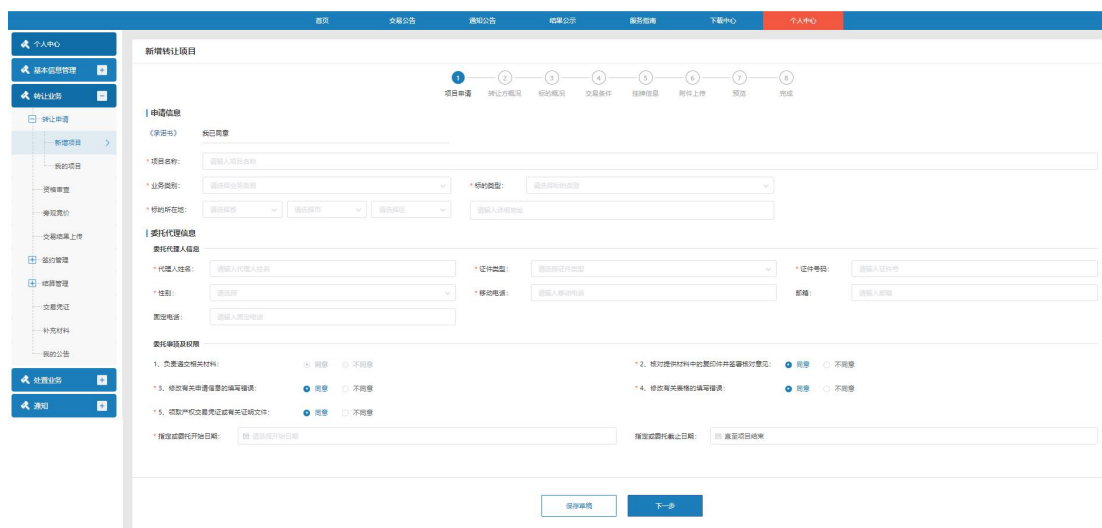 首页 交易公告 通知公告 结果公示 服务指南 下载中心 个人中心
个人中心
基本信息管理
转让业务
转让申请
新增项目
我的项目
资格审查
旁观竞价
交易结果上传
签约管理
结算管理
交易凭证
补充材料
我的公告
处置业务
通知
新增转让项目
1 2 3 4 5 6 7 8
项目申请 转让方概况 标的概况 交易条件 挂牌信息 附件上传 预览 完成
申请信息
《承诺书》 我已同意
* 项目名称: 请输入项目名称
* 业务类别: 请选择业务类别 * 标的类型: 请选择标的类型
* 标的所在地: 请选择省 请选择市 请选择区 请输入详细地址
委托代理信息
委托代理人信息
* 代理人姓名: 请输入代理人姓名 * 证件类型: 请选择证件类型 * 证件号码: 请输入证件号
* 性别: 请选择 * 移动电话: 请输入移动电话 邮箱: 请输入邮箱
固定电话: 请输入固定电话
委托事项及权限
1、负责递交相关材料: 同意 不同意 * 2、核对提供材料中的复印件并签署核对意见: 同意 不同意
* 3、修改有关申请信息的填写错误: 同意 不同意 * 4、修改有关表格的填写错误: 同意 不同意
* 5、领取产权交易凭证或有关证明文件: 同意 不同意
* 指定或委托开始日期: 请选择开始日期 指定或委托截止日期: 直至项目结束
保存草稿 下一步